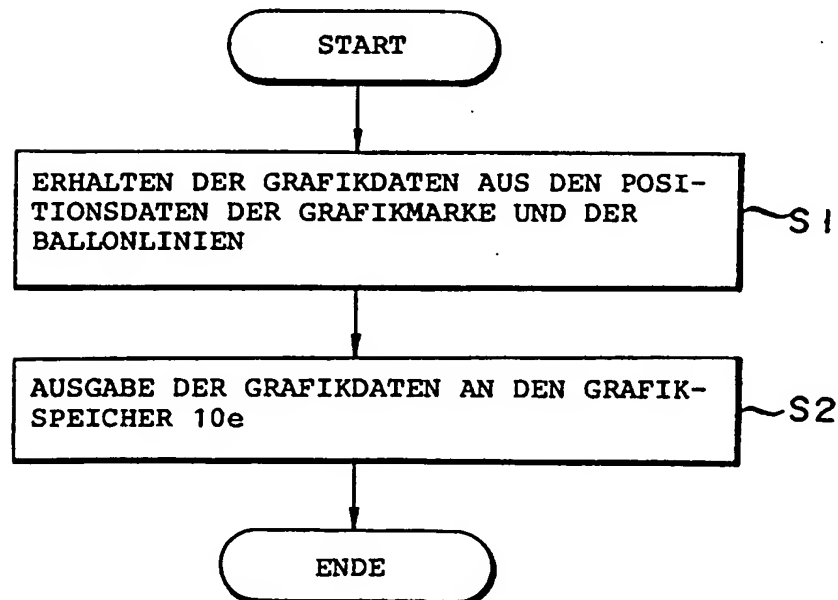 START
ERHALTEN DER GRAFIKDATEN AUS DEN POSI-
TIONSDATEN DER GRAFIKMARKE UND DER
BALLONLINIEN
S1
AUSGABE DER GRAFIKDATEN AN DEN GRAFIK-
SPEICHER 10e
S2
ENDE